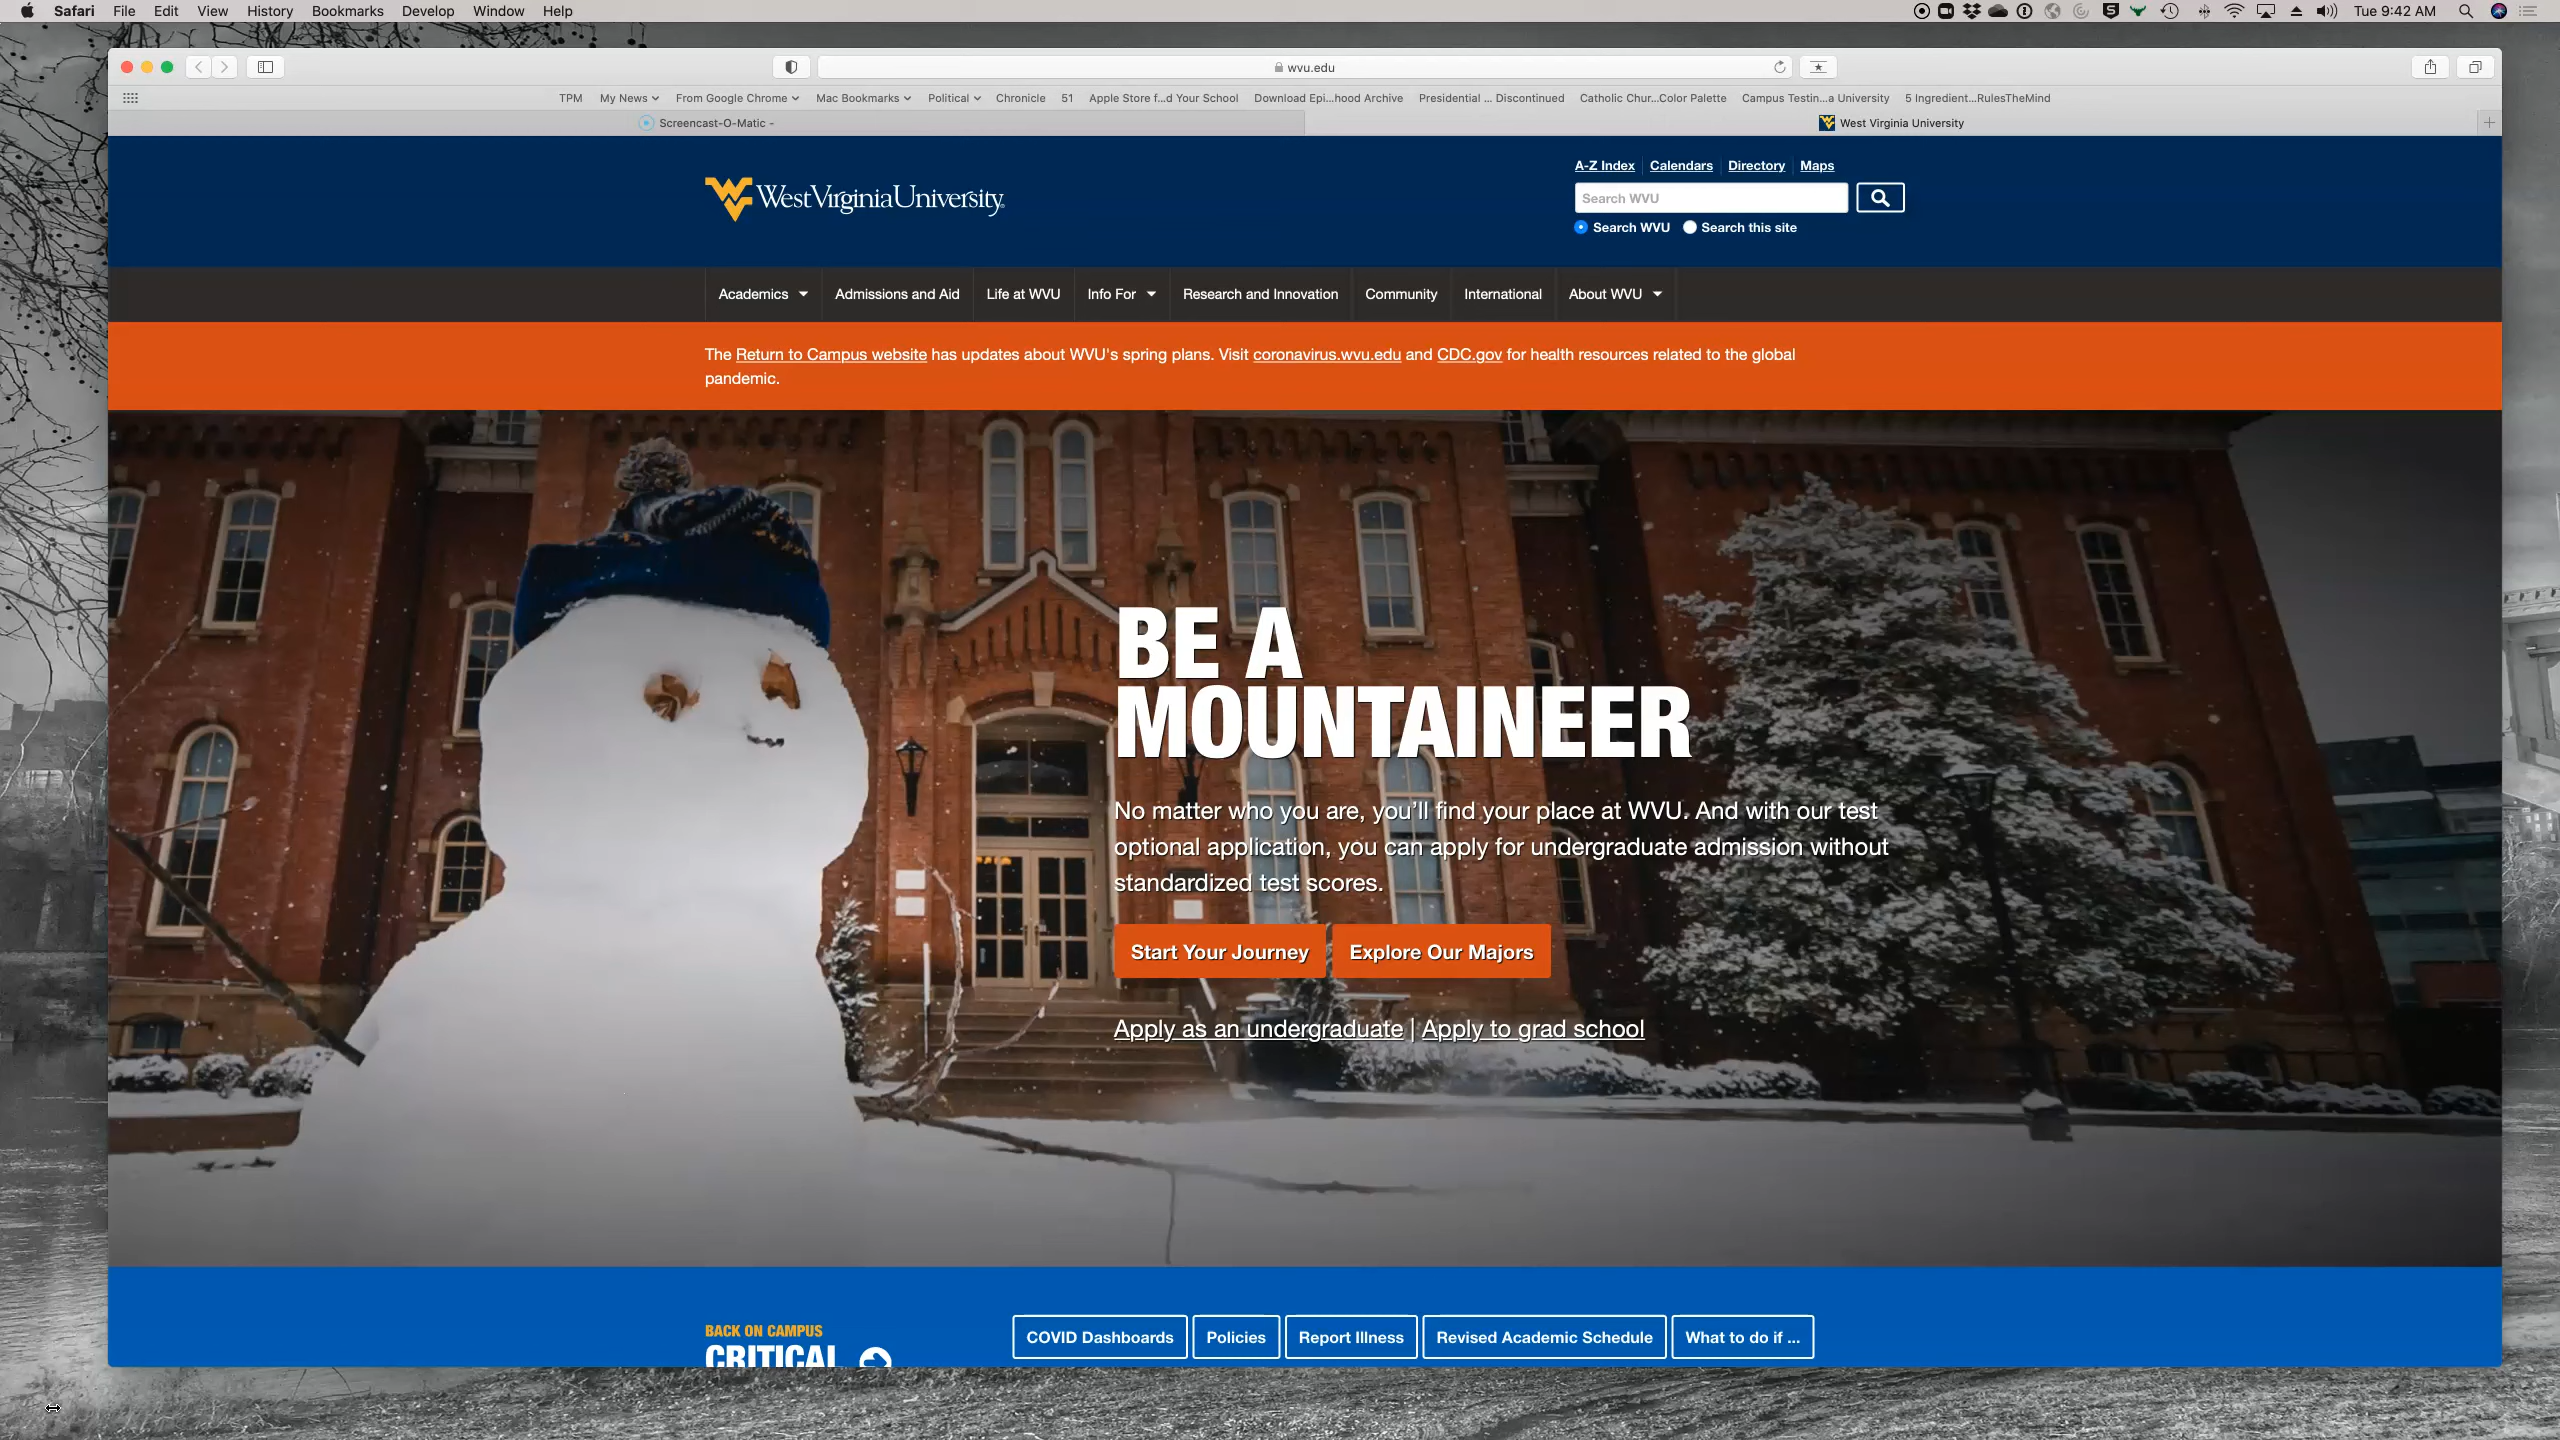 Safari File Edit View History Bookmarks Develop Window Help
Tue 9:42 AM
wvu.edu
TPM My News From Google Chrome Mac Bookmarks Political Chronicle 51 Apple Store f...d Your School Download Epi...hood Archive Presidential ... Discontinued Catholic Chur...Color Palette Campus Testin...a University 5 Ingredient...RulesTheMind
Screencast-O-Matic - West Virginia University
A-Z Index Calendars Directory Maps
WestVirginiaUniversity.
Search WVU
Search WVU Search this site
Academics Admissions and Aid Life at WVU Info For Research and Innovation Community International About WVU
The Return to Campus website has updates about WVU's spring plans. Visit coronavirus.wvu.edu and CDC.gov for health resources related to the global
pandemic.
BE A
MOUNTAINEER
No matter who you are, you'll find your place at WVU. And with our test
optional application, you can apply for undergraduate admission without
standardized test scores.
Start Your Journey Explore Our Majors
Apply as an undergraduate | Apply to grad school
BACK ON CAMPUS
CRITICAL
COVID Dashboards Policies Report Illness Revised Academic Schedule What to do if ...